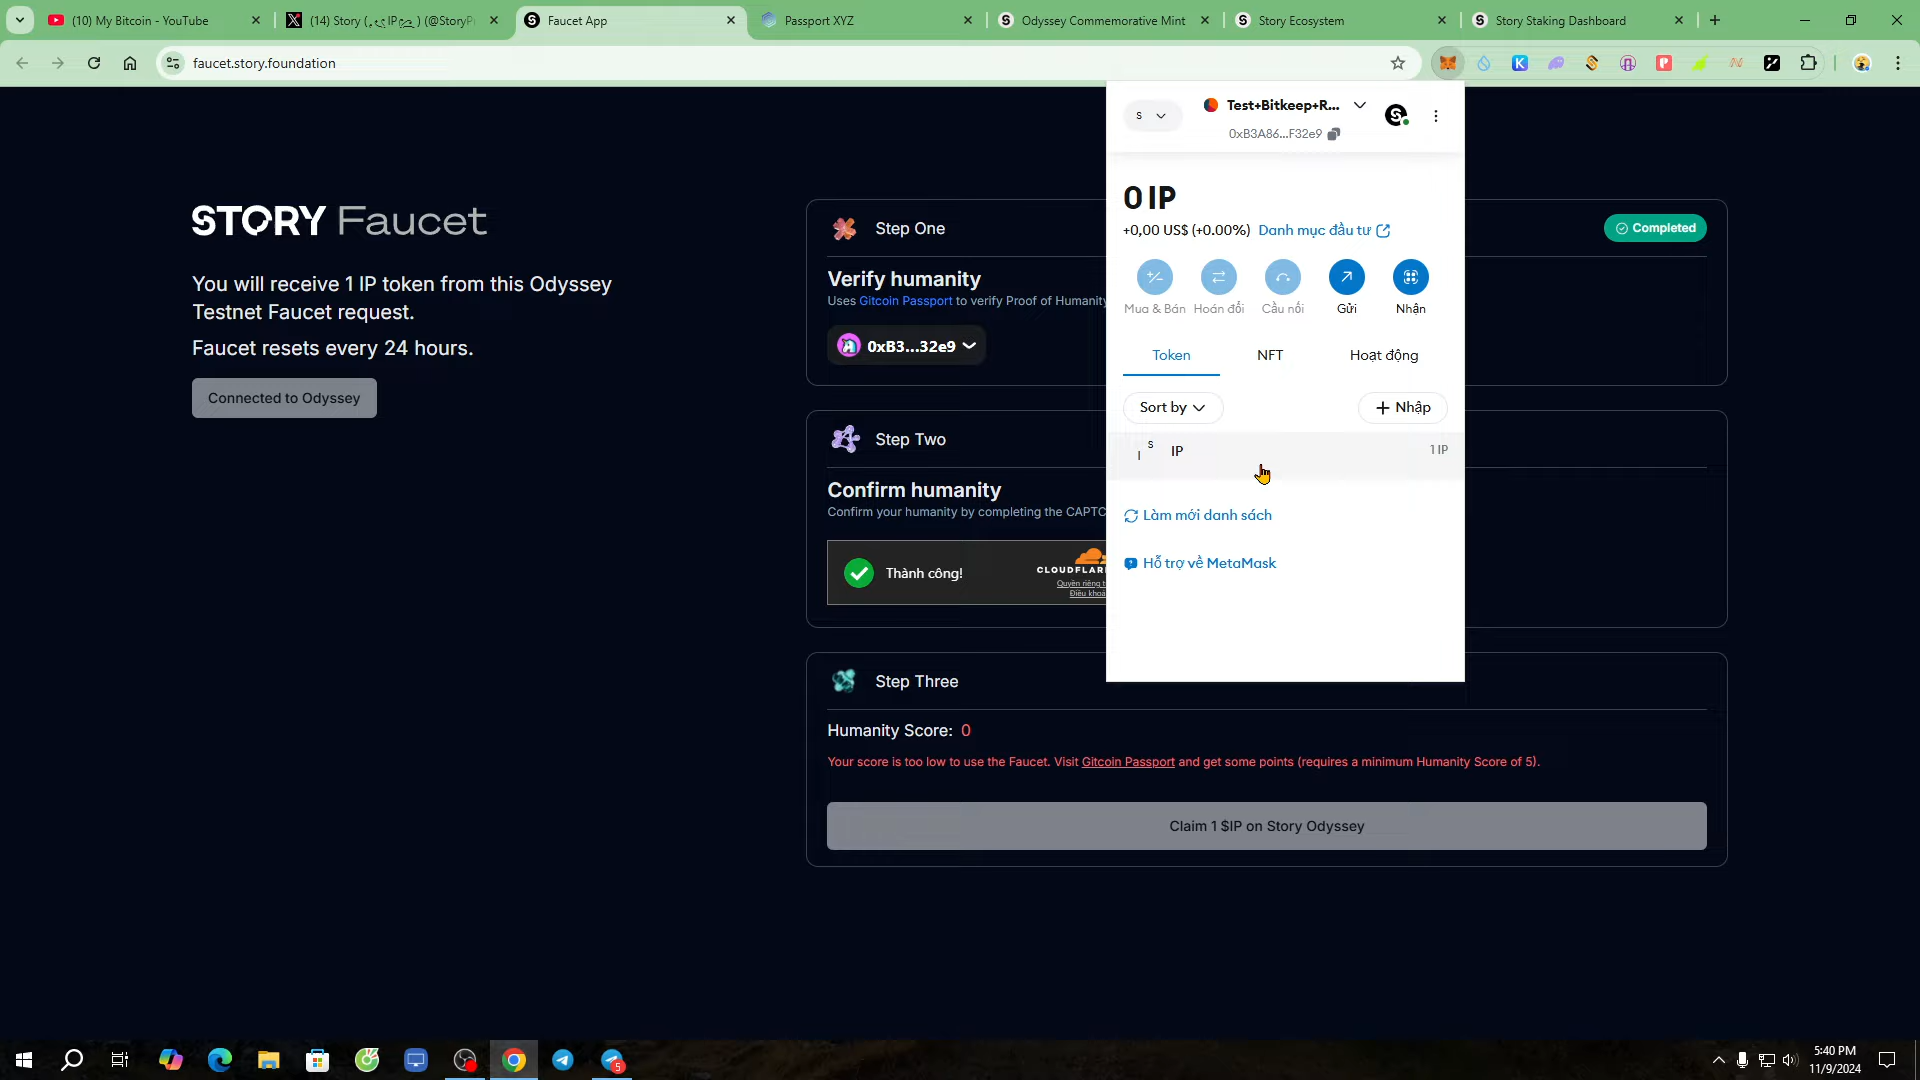 (10) My Bitcoin - YouTube
Faucet App
Passport XYZ
Odyssey Commemorative Mint
Story Ecosystem
Story Staking Dashboard
faucet.story.foundation
S
Test+Bitkeep+R...
0xB3A86...F32e9
0 IP
+0,00 US$ (+0.00%) Danh mục đầu tư
Mua & Bán Hoán đổi Cầu nối Gửi Nhận
Token NFT Hoạt động
Sort by
Nhập
S
I
IP
1 IP
Làm mới danh sách
Hỗ trợ về MetaMask
STORY Faucet
You will receive 1 IP token from this Odyssey
Testnet Faucet request.
Faucet resets every 24 hours.
Connected to Odyssey
Step One
Completed
Verify humanity
Uses Gitcoin Passport to verify Proof of Humanity
0xB3...32e9
Step Two
Confirm humanity
Confirm your humanity by completing the CAPTC
Thành công!
CLOUDFLAR
Quyền riêng t
Điều khoả
Step Three
Humanity Score: 0
Your score is too low to use the Faucet. Visit Gitcoin Passport and get some points (requires a minimum Humanity Score of 5).
Claim 1 $IP on Story Odyssey
5
5:40 PM
11/9/2024